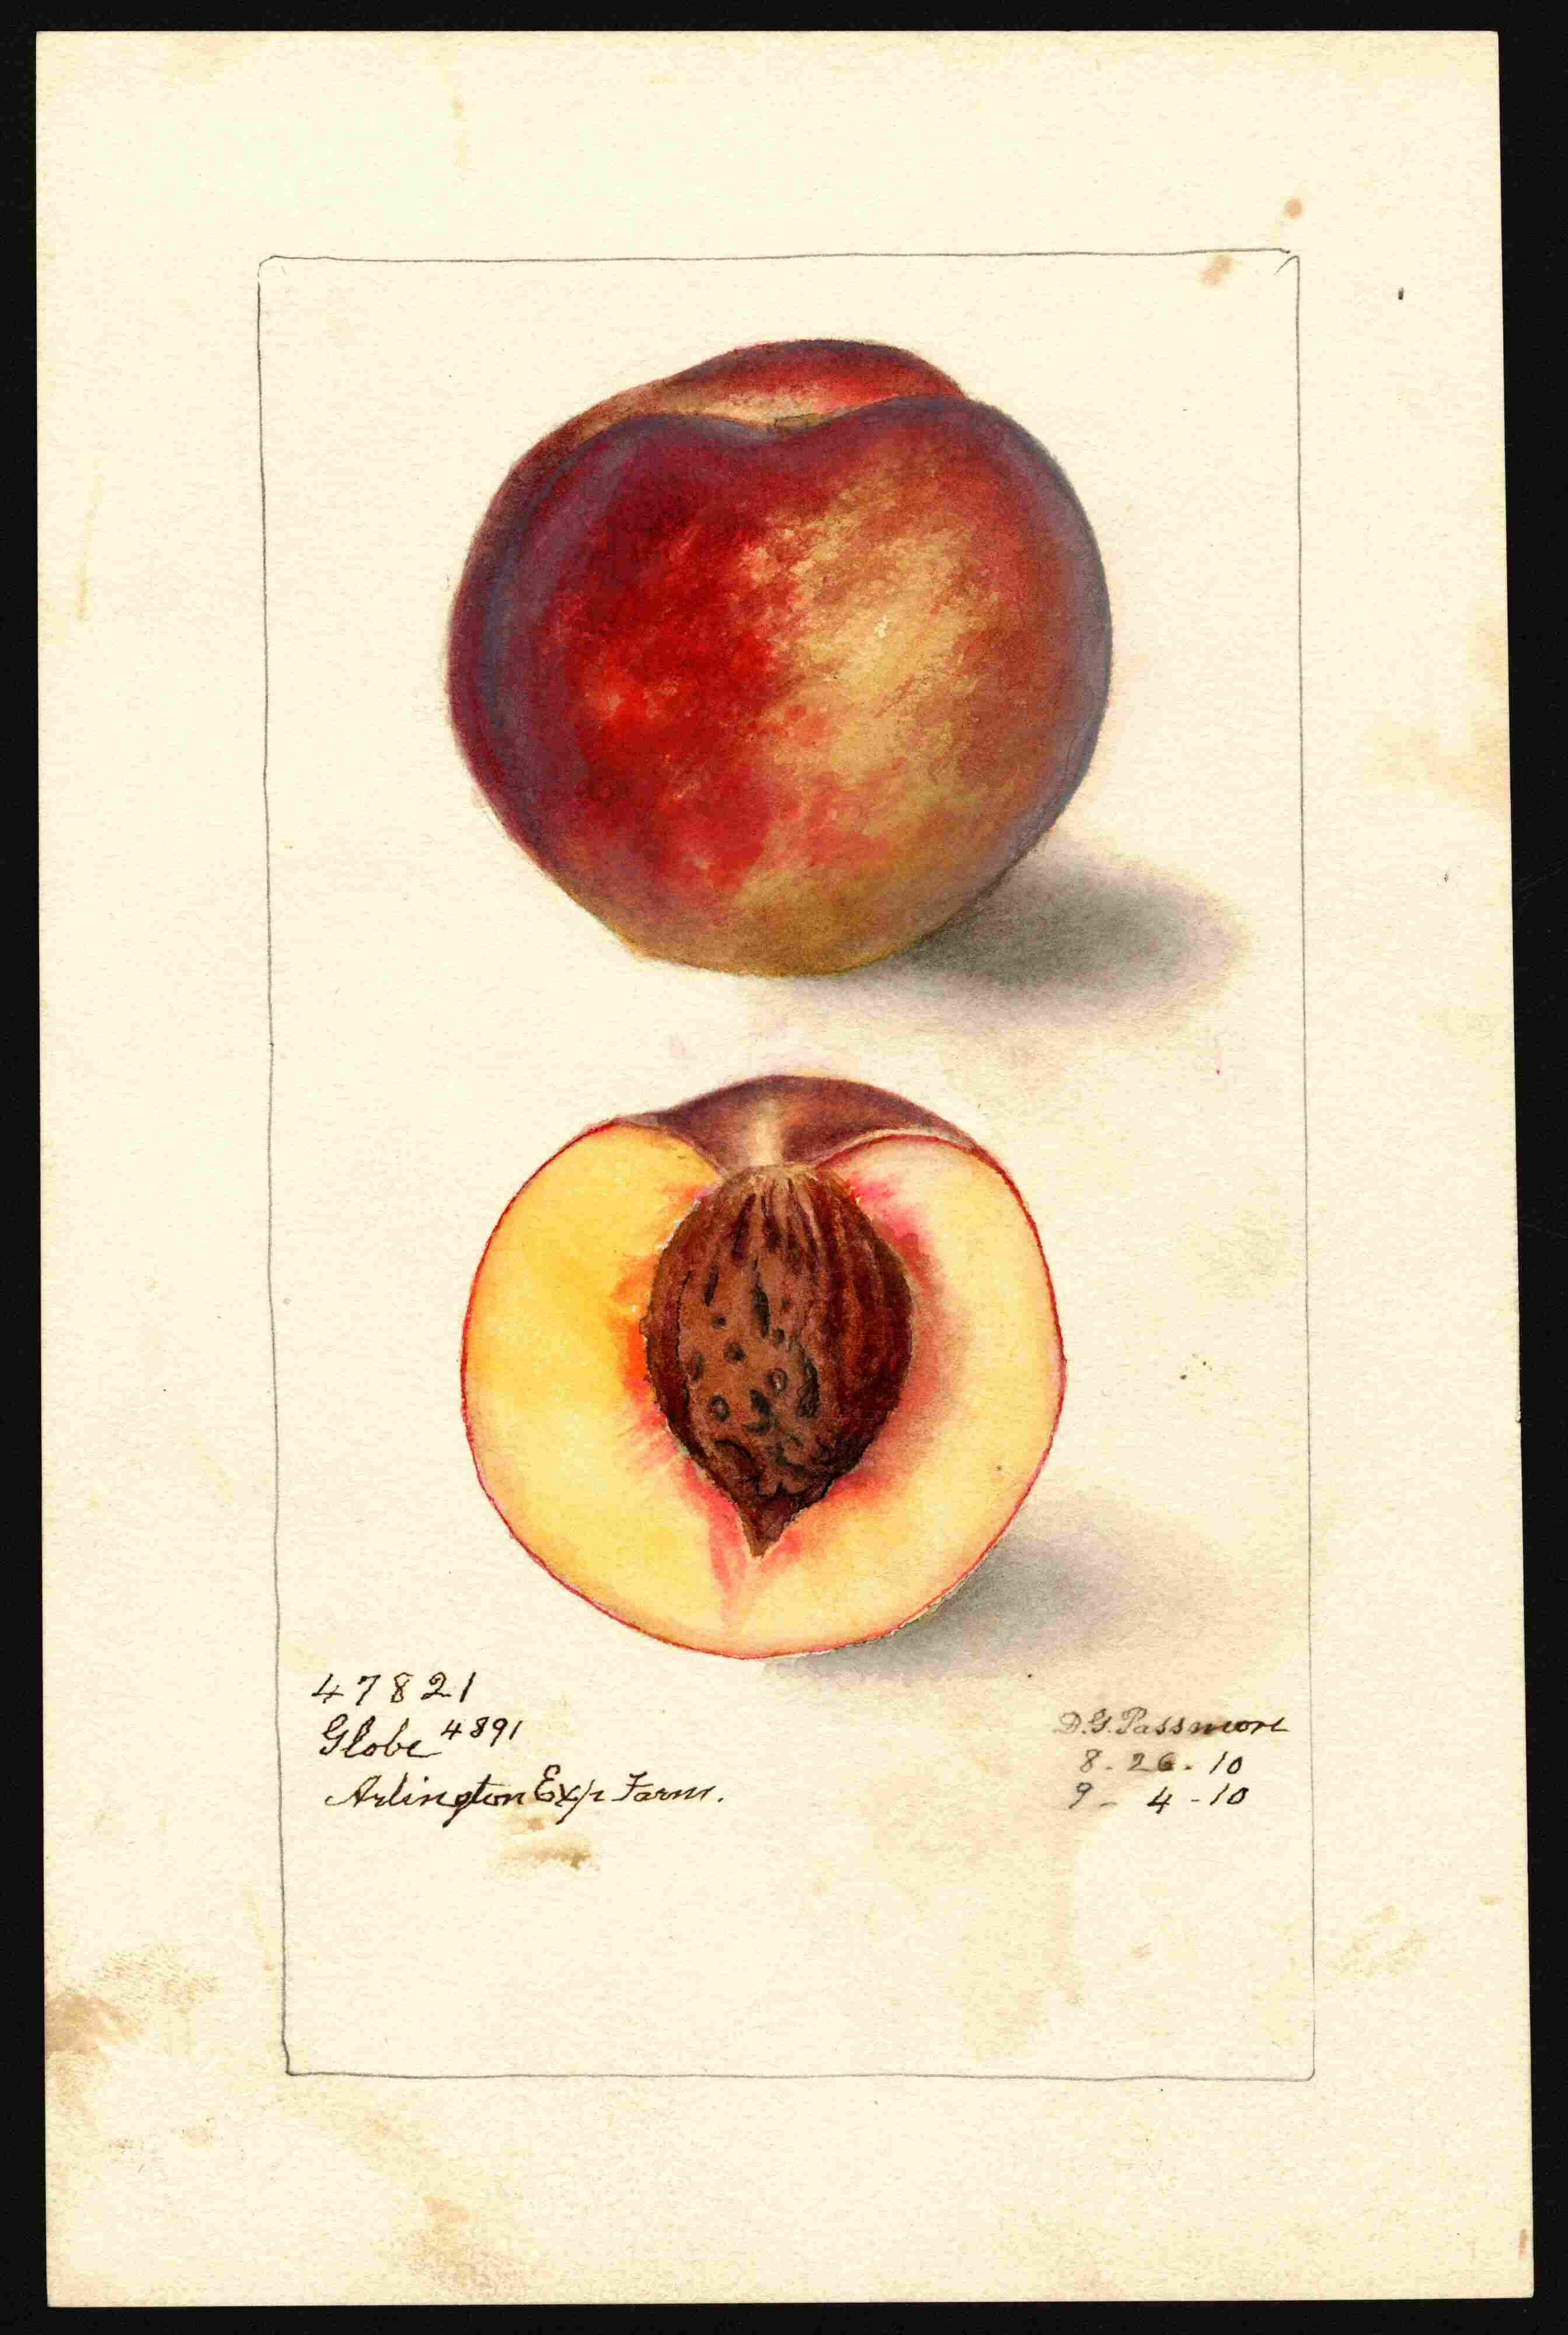 47821
Globe 4891
Arlington Exp Farm.
D.G. Passmore
8-26-10
9-4-10